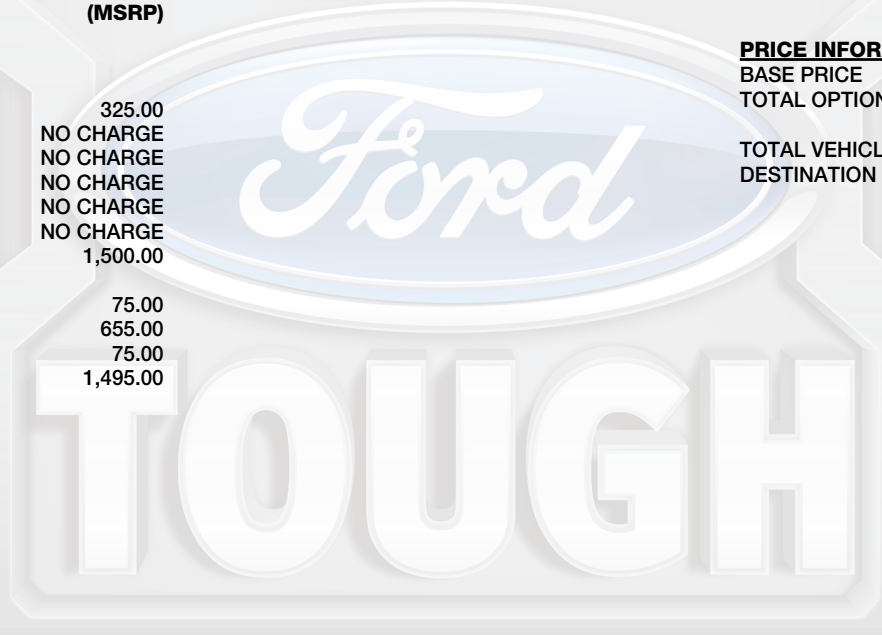 (MSRP)
325.00
NO CHARGE
NO CHARGE
NO CHARGE
NO CHARGE
NO CHARGE
1,500.00
75.00
655.00
75.00
1,495.00
PRICE INFOR
BASE PRICE
TOTAL OPTION
TOTAL VEHICL
DESTINATION
Ford
TOUGH